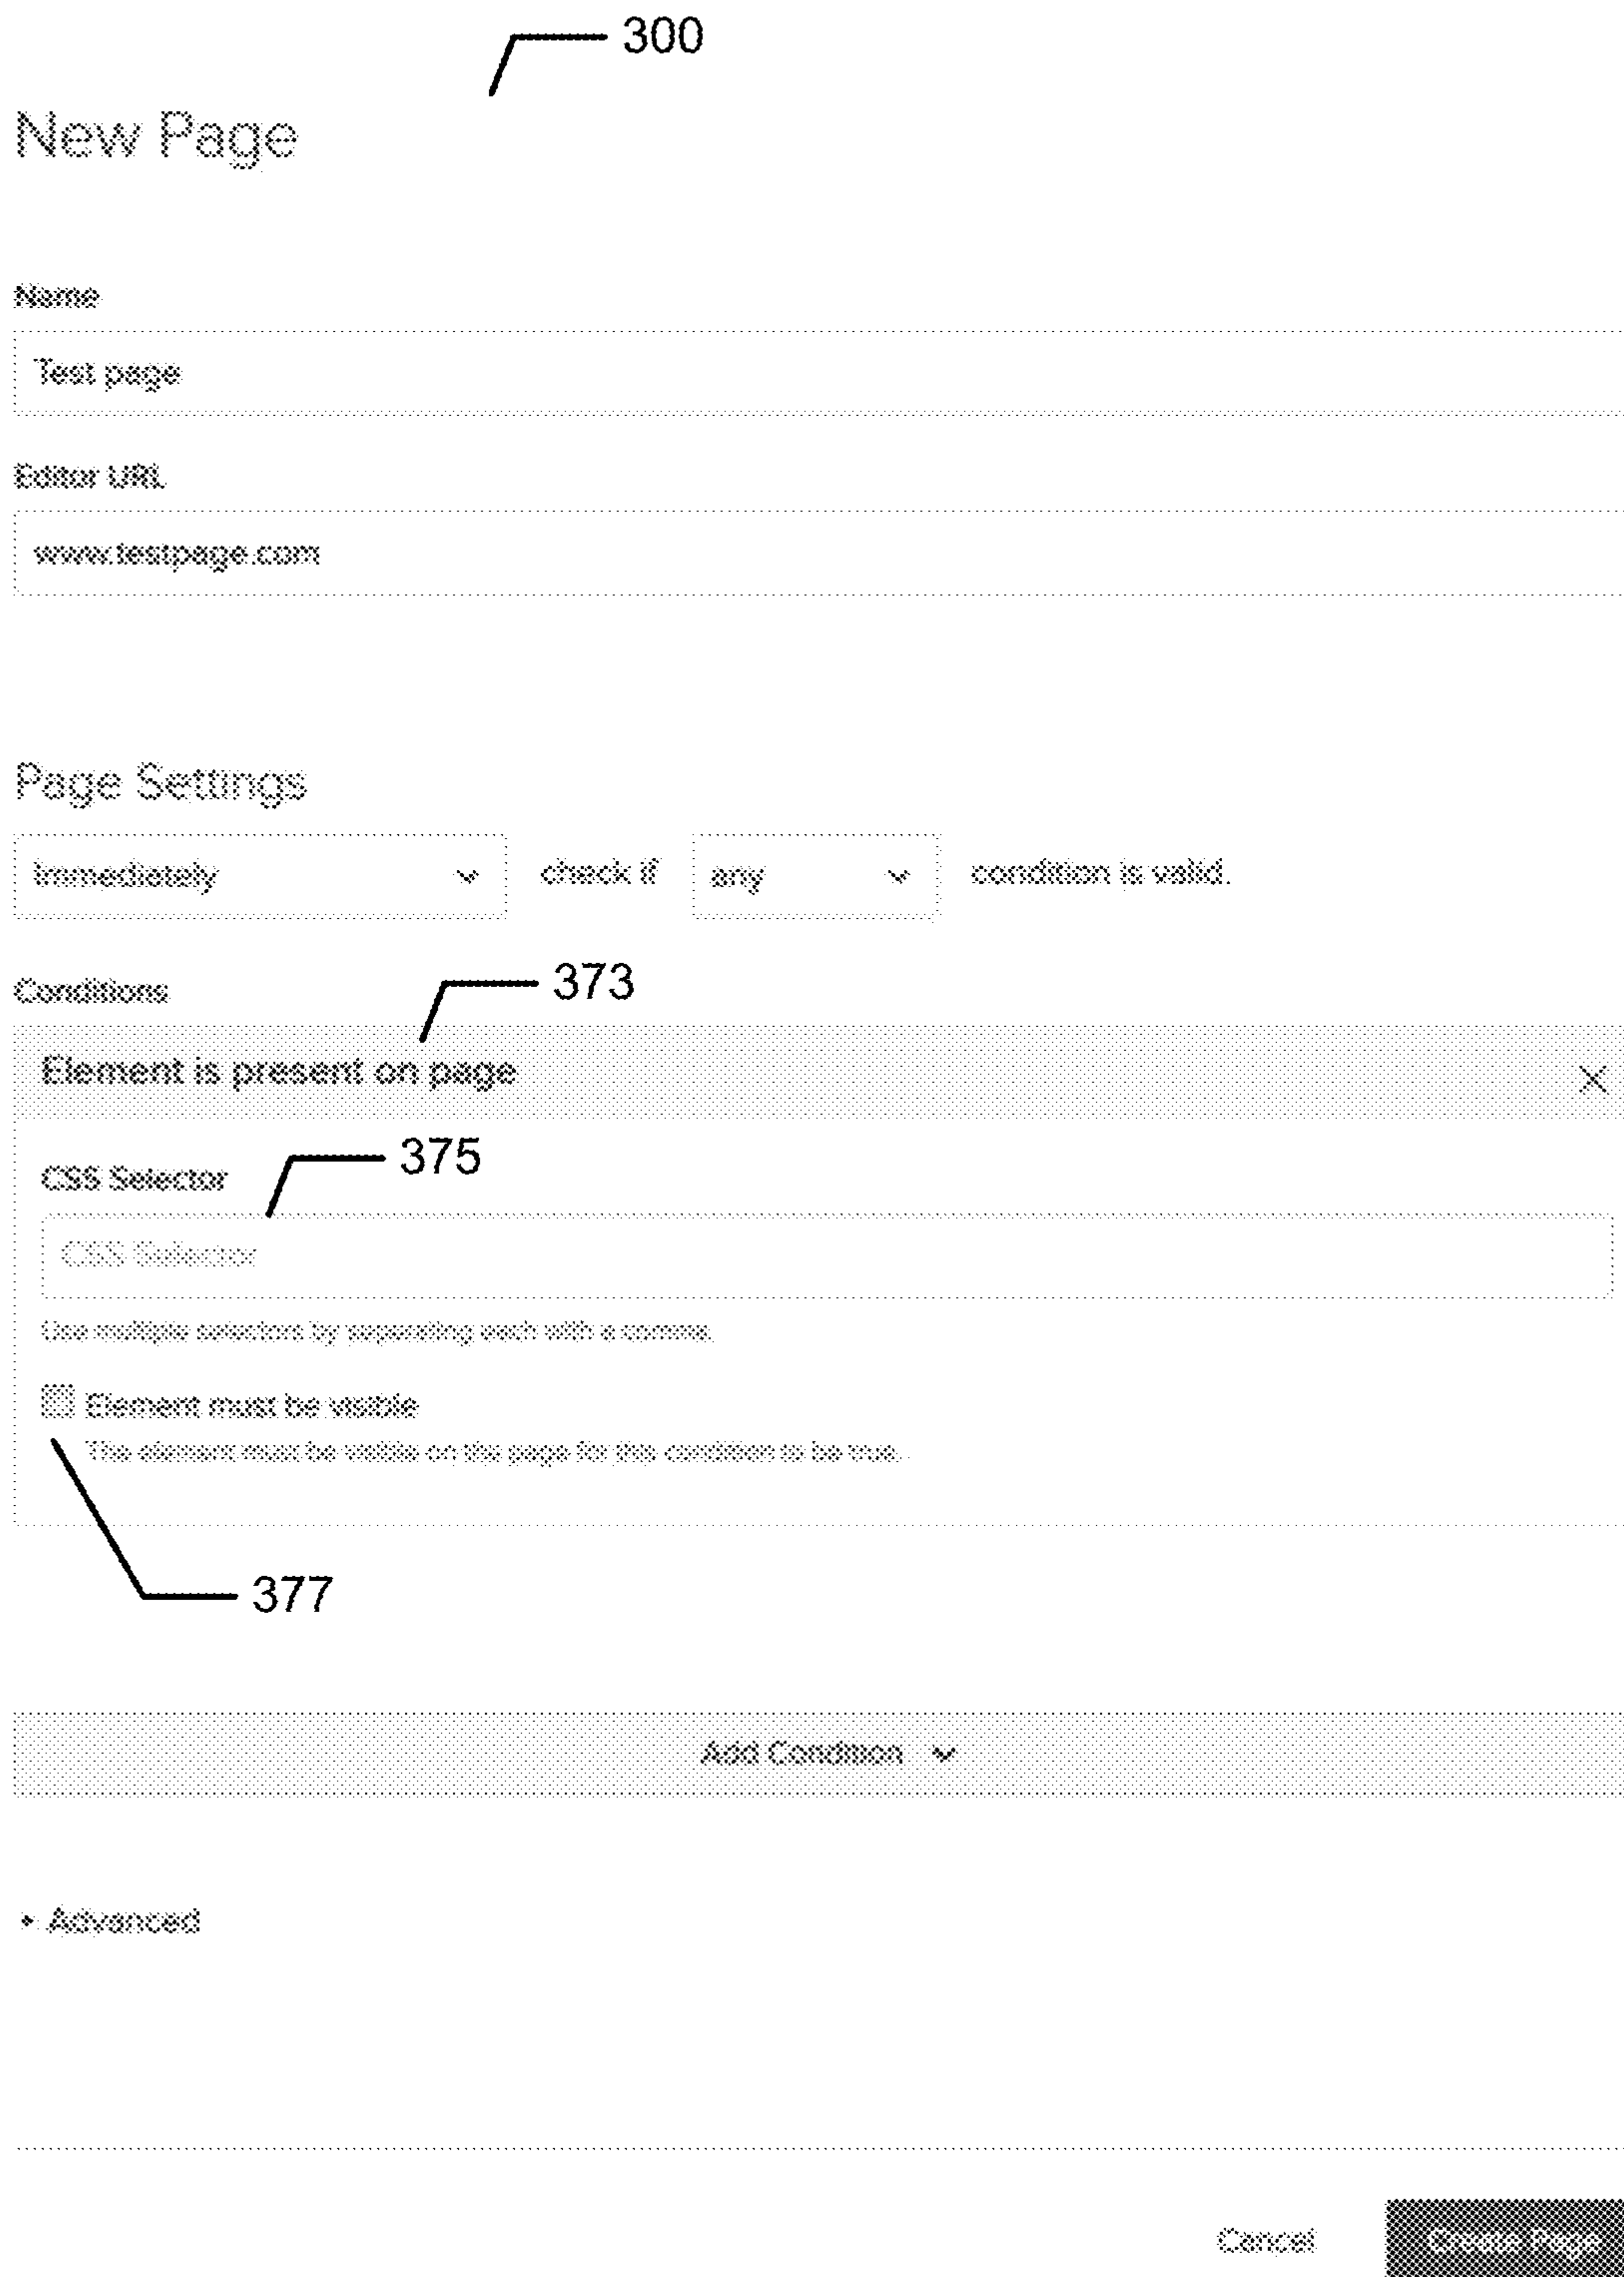 300
New Page
Name
Test page
Editor URL
www.testpage.com
Page Settings
Immediately check if any condition is valid.
Conditions
373
Element is present on page
375
CSS Selector
CSS Selector
Use multiple selectors by peparating each with a comma.
Element must be visible
The element must be visible on the page for this condition to be true.
377
Add Condition
Advanced
Cancel Create Page